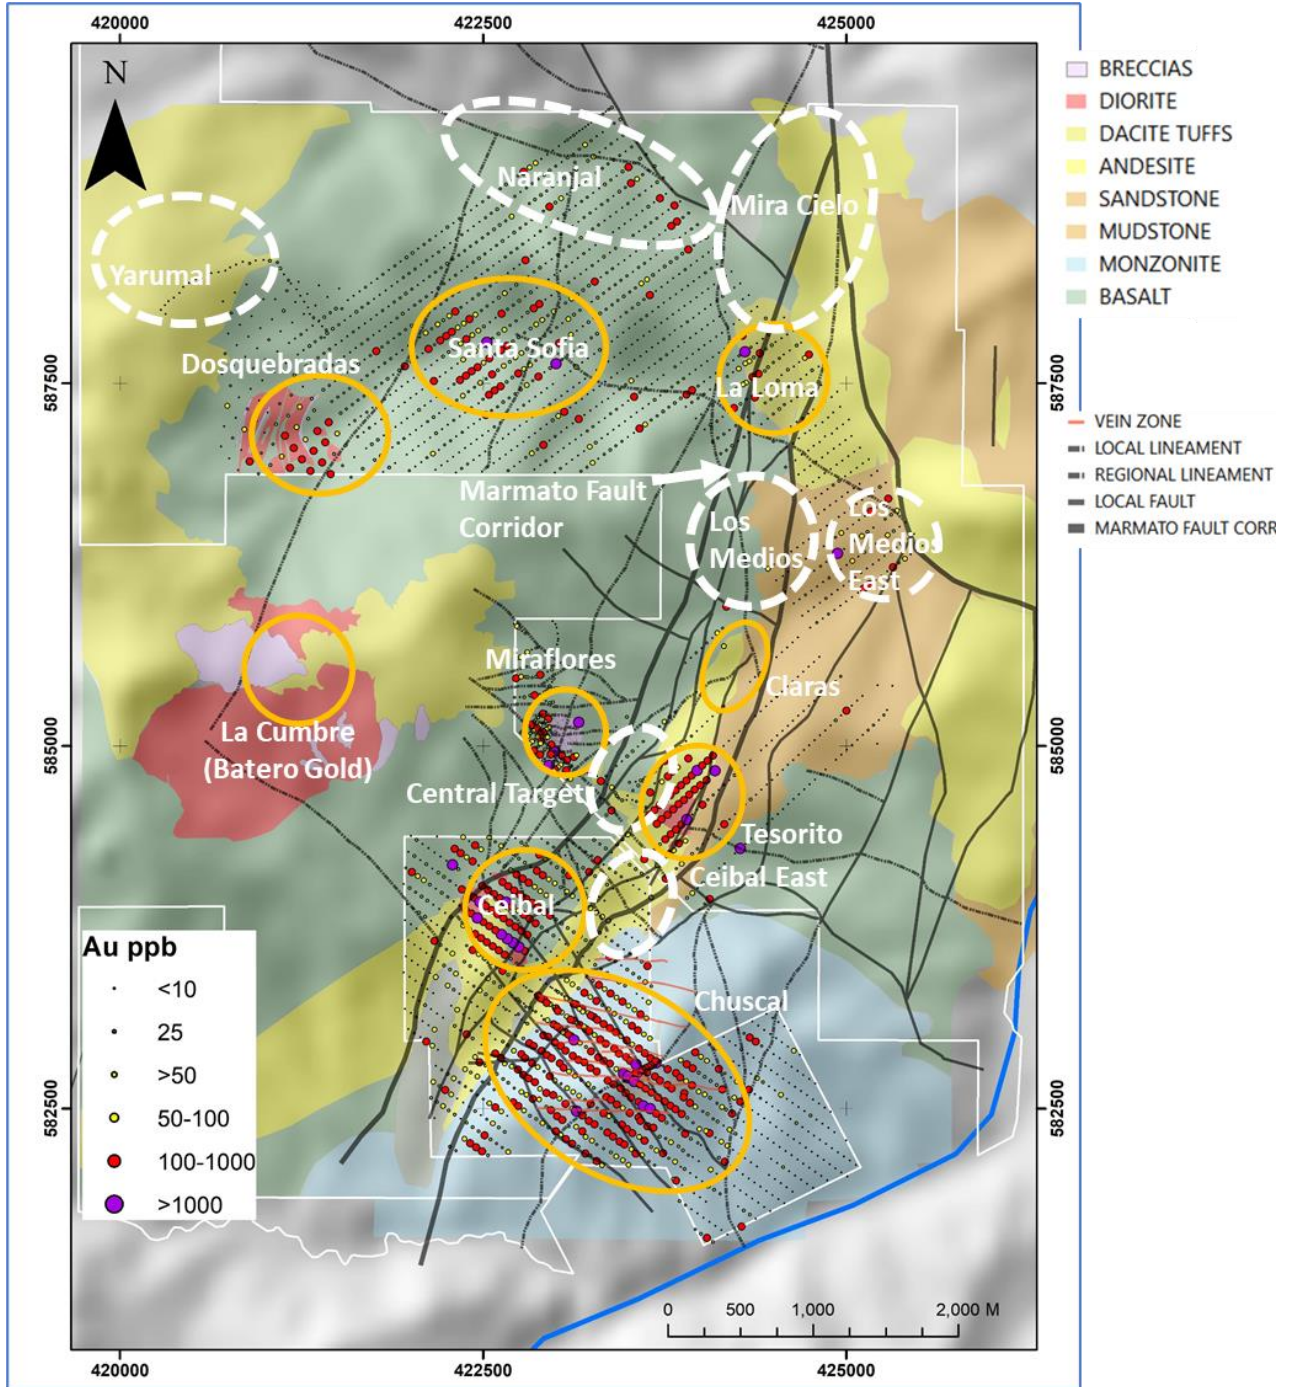 420000 422500 425000
N
BRECCIAS
DIORITE
DACITE TUFFS
ANDESITE
SANDSTONE
MUDSTONE
MONZONITE
BASALT
VEIN ZONE
LOCAL LINEAMENT
REGIONAL LINEAMENT
LOCAL FAULT
MARMATO FAULT CORR
Naranjal
Mira Cielo
Yarumal
Santa Sofia
Dosquebradas
La Loma
587500 587500
Marmato Fault
Corridor
Los
Medios
Los
Medios
East
Miraflores
Claras
La Cumbre
(Batero Gold)
585000 585000
Central Target
Tesorito
Ceibal East
Ceibal
Chuscal
582500 582500
Au ppb
<10
25
>50
50-100
100-1000
>1000
0 500 1,000 2,000 M
420000 422500 425000